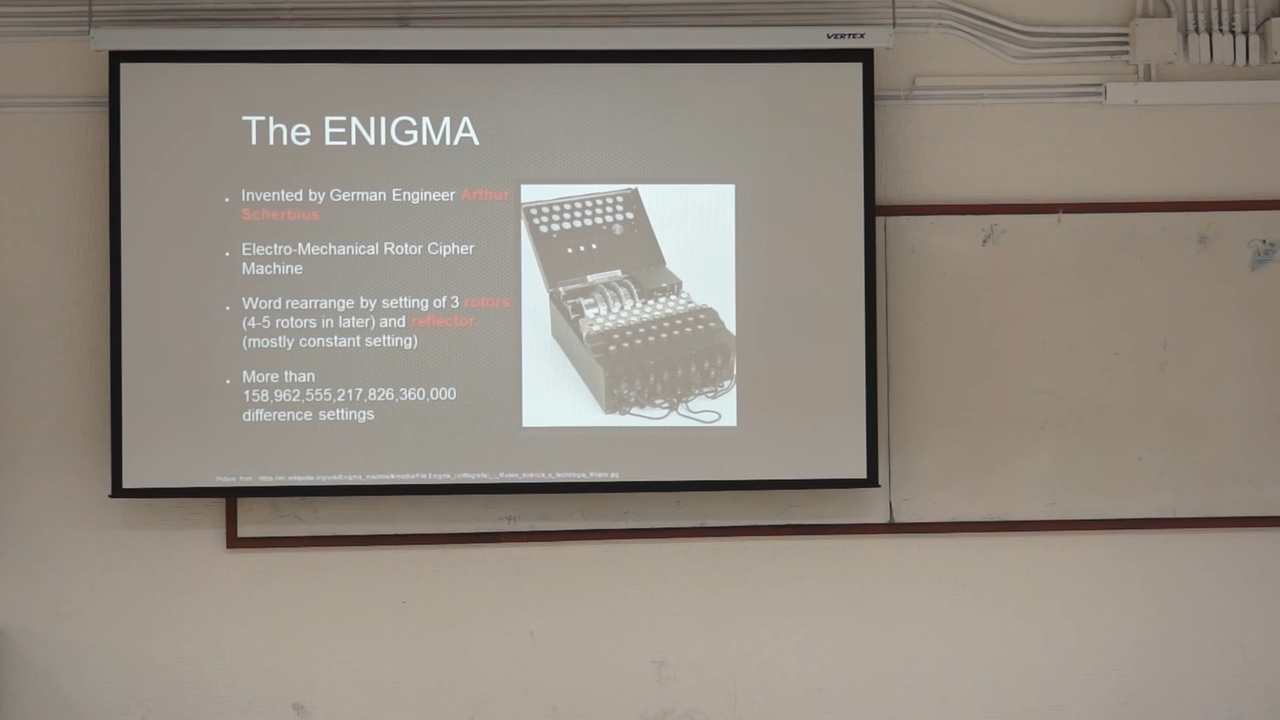 VERTEX
The ENIGMA
Invented by German Engineer Arthur
Scherbius
Electro-Mechanical Rotor Cipher
Machine
Word rearrange by setting of 3 rotors
(4-5 rotors in later) and reflector
(mostly constant setting)
More than
158,962,555,217,826,360,000
difference settings
Picture from